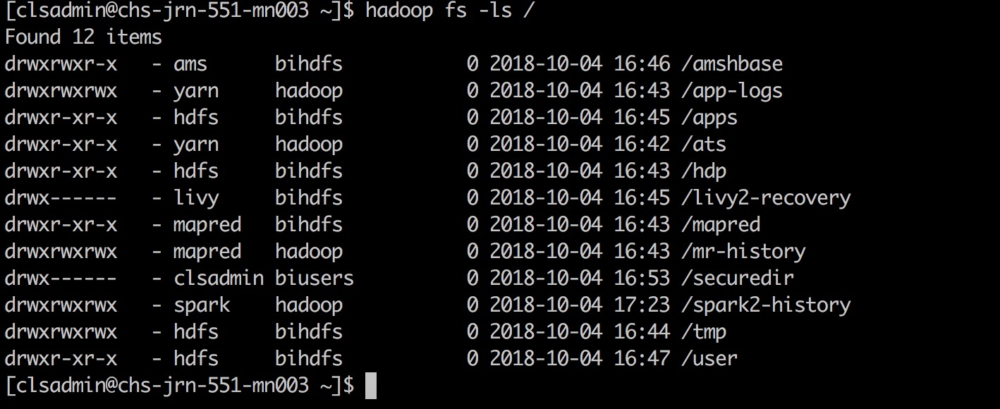 [clsadmin@chs-jrn-551-mn003 ~]$ hadoop fs -ls /
Found 12 items
drwxrwxr-x   - ams      bihdfs          0 2018-10-04 16:46 /amshbase
drwxrwxrwx   - yarn     hadoop          0 2018-10-04 16:43 /app-logs
drwxr-xr-x   - hdfs     bihdfs          0 2018-10-04 16:45 /apps
drwxr-xr-x   - yarn     hadoop          0 2018-10-04 16:42 /ats
drwxr-xr-x   - hdfs     bihdfs          0 2018-10-04 16:43 /hdp
drwx------   - livy     bihdfs          0 2018-10-04 16:45 /livy2-recovery
drwxr-xr-x   - mapred   bihdfs          0 2018-10-04 16:43 /mapred
drwxrwxrwx   - mapred   hadoop          0 2018-10-04 16:43 /mr-history
drwx------   - clsadmin biusers         0 2018-10-04 16:53 /securedir
drwxrwxrwx   - spark    hadoop          0 2018-10-04 17:23 /spark2-history
drwxrwxrwx   - hdfs     bihdfs          0 2018-10-04 16:44 /tmp
drwxr-xr-x   - hdfs     bihdfs          0 2018-10-04 16:47 /user
[clsadmin@chs-jrn-551-mn003 ~]$